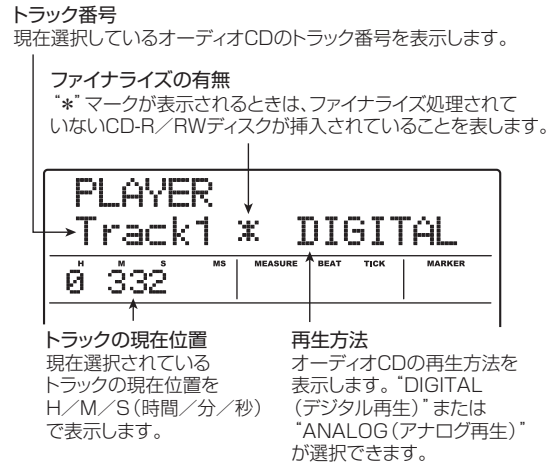 トラック番号
現在選択しているオーディオCDのトラック番号を表示します。
ファイナライズの有無
“*”マークが表示されるときは、ファイナライズ処理されて
いないCD-R／RWディスクが挿入されていることを表します。
PLAYER
Track1 * DIGITAL
H M S MS MEASURE BEAT TICK MARKER
0 332
トラックの現在位置
現在選択されている
トラックの現在位置を
H／M／S（時間／分／秒）
で表示します。
再生方法
オーディオCDの再生方法を
表示します。“DIGITAL
（デジタル再生）”または
“ANALOG（アナログ再生）”
が選択できます。